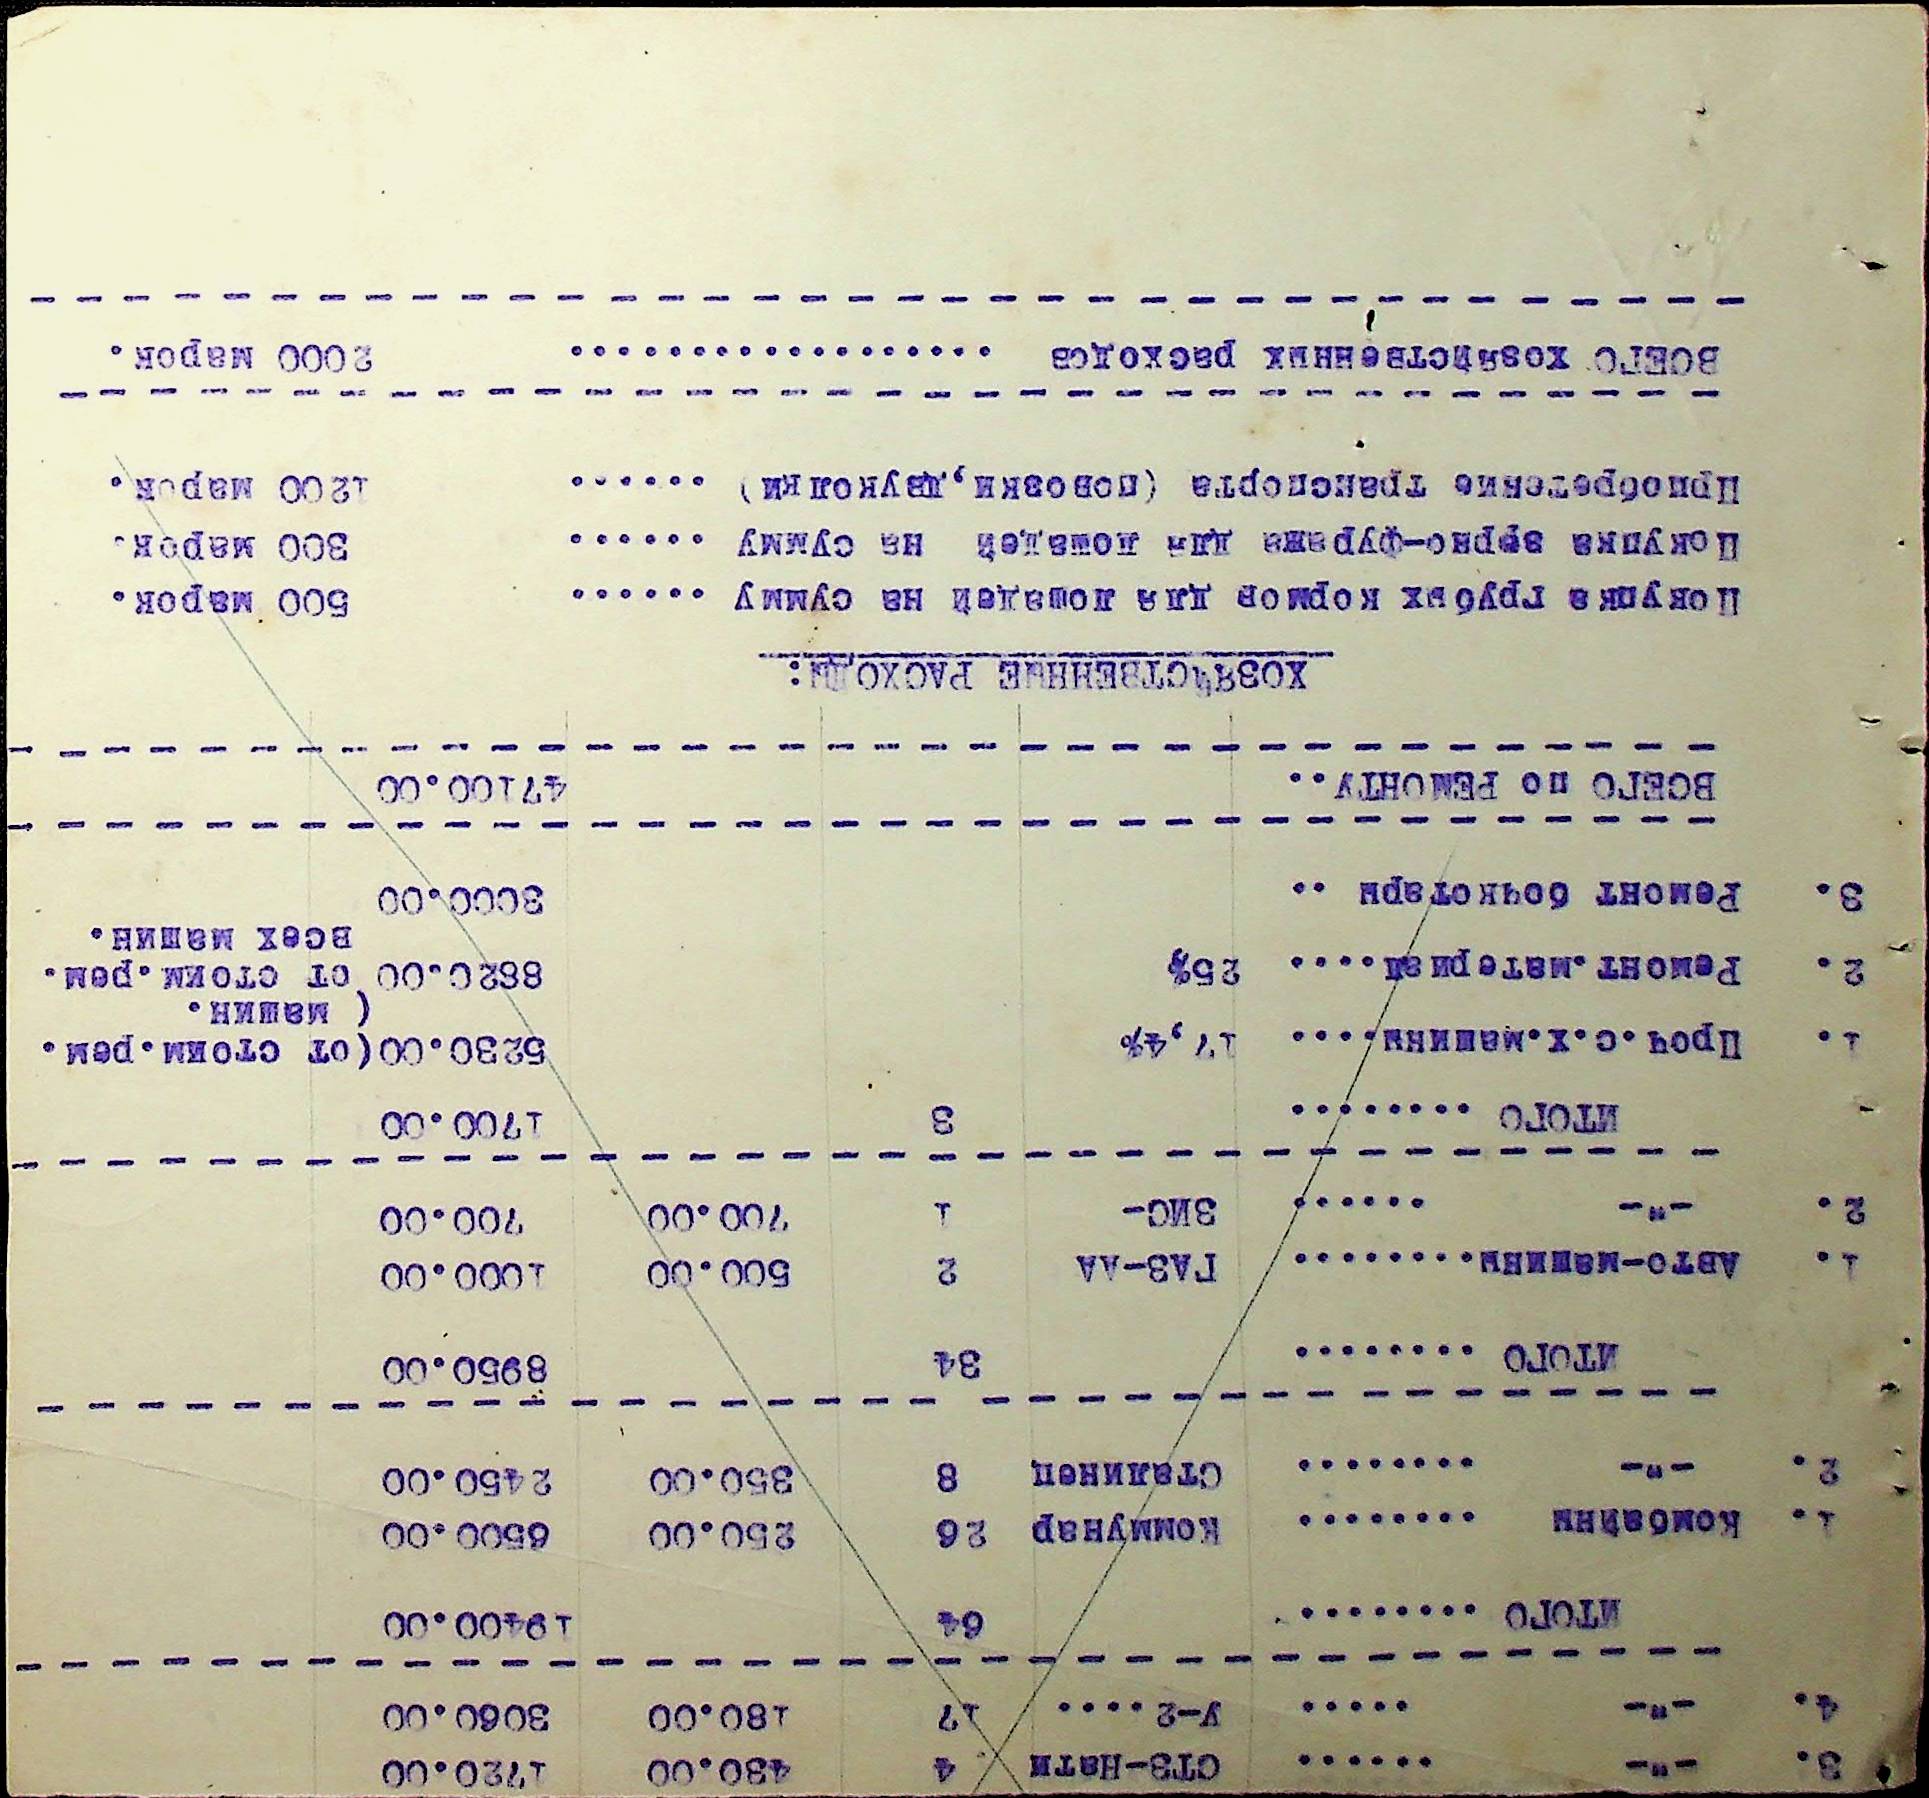 3. -"- ...... СТЗ-Нати 4 430.00 1720.00
4. -"- ..... У-2.... 17 180.00 3060.00
ИТОГО ........ 64 19400.00
1. Комбайны ........ Коммунар 26 250.00 6500.00
2. -"- ........ Сталинец 8 350.00 2450.00
ИТОГО ........ 34 8950.00
1. Авто-машины........ ГАЗ-АА 2 500.00 1000.00
2. -"- ...... ЗИС- 1 700.00 700.00
ИТОГО ........ 3 1700.00
1. Проч.с.х.машины.... 17,4% 5230.00(от стоим.рем.
( машин.
2. Ремонт.материал.... 25% 8820.00 от стоим.рем.
всех машин.
3. Ремонт бочкотары .. 3000.00
ВСЕГО по РЕМОНТУ.. 47100.00
ХОЗЯЙСТВЕННЫЕ РАСХОДЫ:
Покупка грубых кормов для лошадей на сумму ...... 500 марок.
Покупка зерно-фуража для лошадей на сумму ...... 300 марок.
Приобретение транспорта (повозки,двуколки) ...... 1200 марок.
ВСЕГО хозяйственных расходов .................. 2000 марок.